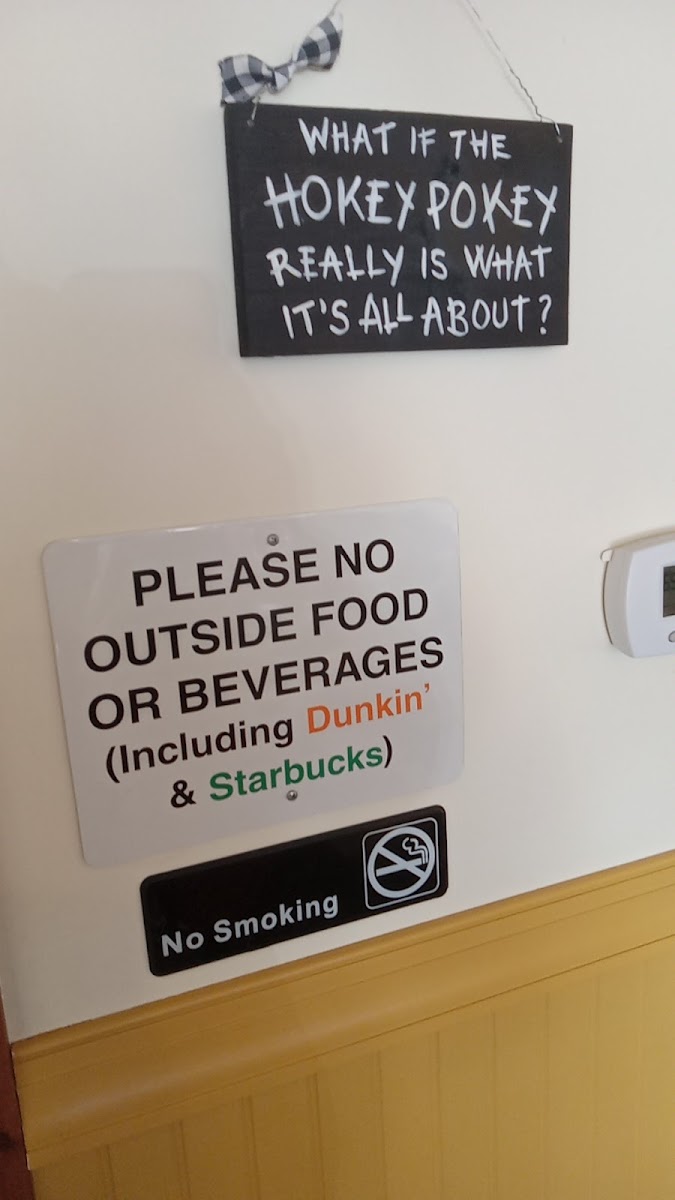 WHAT IF THE
HOKEY POKEY
REALLY IS WHAT
IT'S ALL ABOUT?
PLEASE NO
OUTSIDE FOOD
OR BEVERAGES
(Including Dunkin'
& Starbucks)
No Smoking